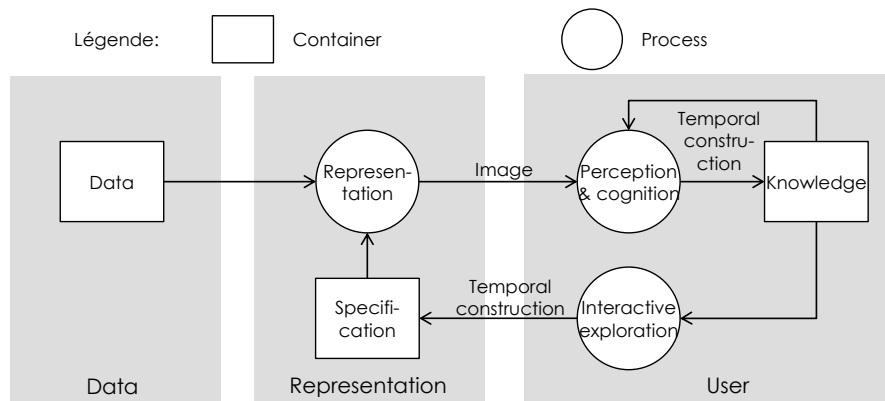 Légende:
Container
Process
Data
Represen-
tation
Image
Perception
& cognition
Temporal
constru-
ction
Knowledge
Specifi-
cation
Temporal
construction
Interactive
exploration
Data
Representation
User